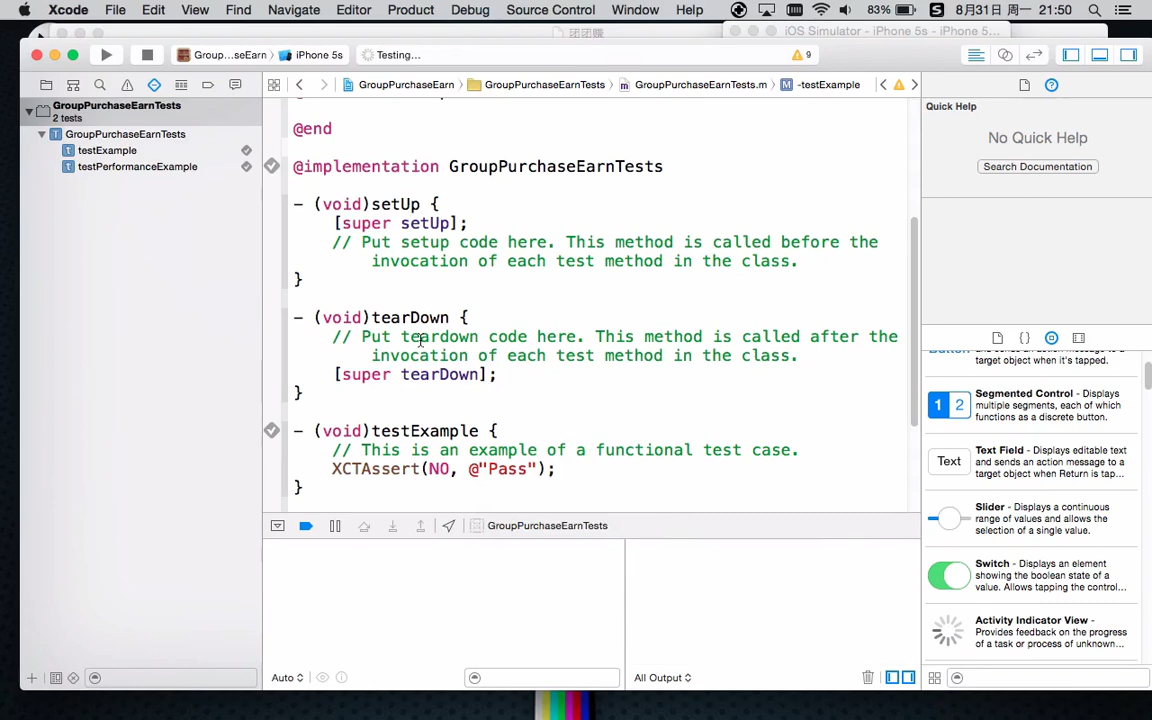 Xcode File Edit View Find Navigate Editor Product Debug Source Control Window Help 83% 8月31日 周一 21:50
团团赚 iOS Simulator - iPhone 5s - iPhone 5s...
Group...seEarn iPhone 5s Testing... 9
GroupPurchaseEarn GroupPurchaseEarnTests GroupPurchaseEarnTests.m -testExample
GroupPurchaseEarnTests
2 tests
GroupPurchaseEarnTests
testExample
testPerformanceExample
@end
@implementation GroupPurchaseEarnTests
- (void)setUp {
[super setUp];
// Put setup code here. This method is called before the
invocation of each test method in the class.
}
- (void)tearDown {
// Put teardown code here. This method is called after the
invocation of each test method in the class.
[super tearDown];
}
- (void)testExample {
// This is an example of a functional test case.
XCTAssert(NO, @"Pass");
}
GroupPurchaseEarnTests
Auto
All Output
Quick Help
No Quick Help
Search Documentation
target object when it's tapped.
1 2
Segmented Control - Displays
multiple segments, each of which
functions as a discrete button.
Text
Text Field - Displays editable text
and sends an action message to a
target object when Return is tap...
Slider - Displays a continuous
range of values and allows the
selection of a single value.
Switch - Displays an element
showing the boolean state of a
value. Allows tapping the control...
Activity Indicator View -
Provides feedback on the progress
of a task or process of unknown...